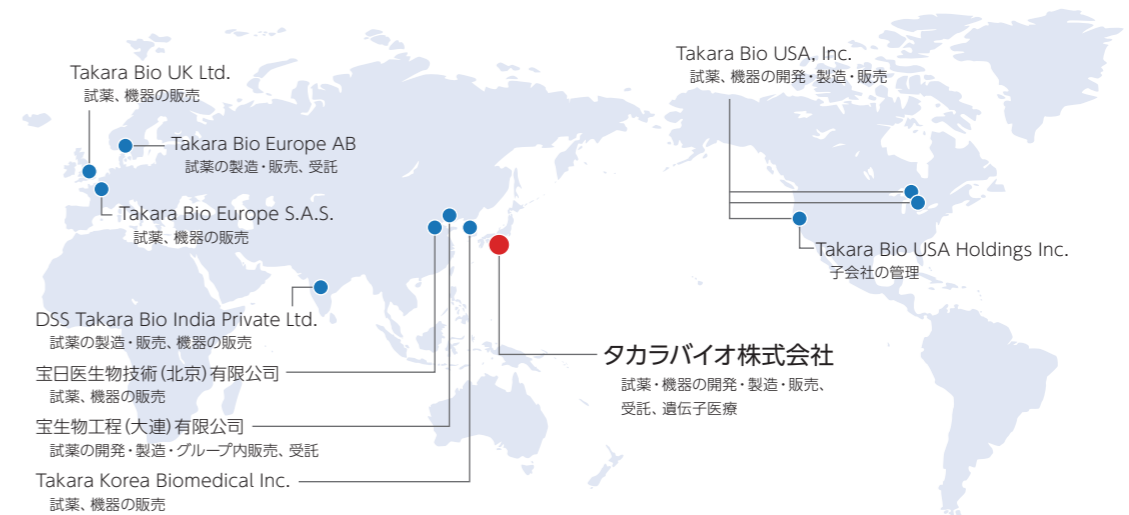 Takara Bio UK Ltd.
試薬、機器の販売
Takara Bio Europe AB
試薬の製造・販売、受託
Takara Bio Europe S.A.S.
試薬、機器の販売
DSS Takara Bio India Private Ltd.
試薬の製造・販売、機器の販売
宝日医生物技術(北京)有限公司
試薬、機器の販売
宝生物工程(大連)有限公司
試薬の開発・製造・グループ内販売、受託
Takara Korea Biomedical Inc.
試薬、機器の販売
Takara Bio USA, Inc.
試薬、機器の開発・製造・販売
Takara Bio USA Holdings Inc.
子会社の管理
タカラバイオ株式会社
試薬・機器の開発・製造・販売、
受託、遺伝子医療